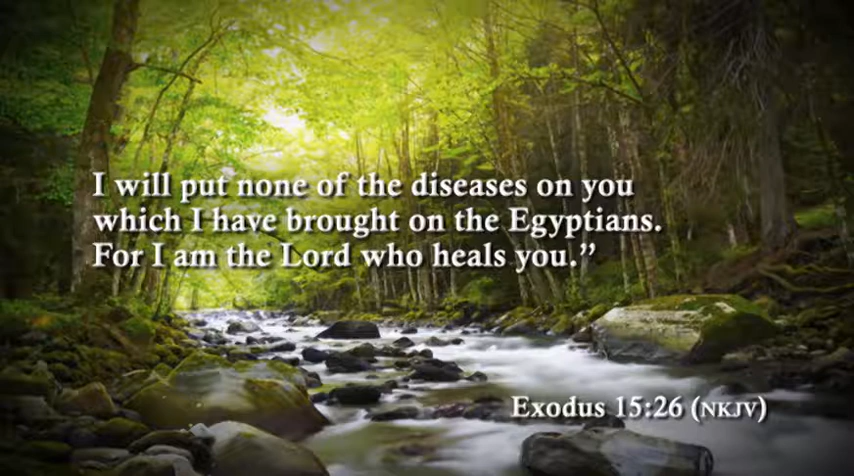 I will put none of the diseases on you
which I have brought on the Egyptians.
For I am the Lord who heals you.”
Exodus 15:26 (NKJV)